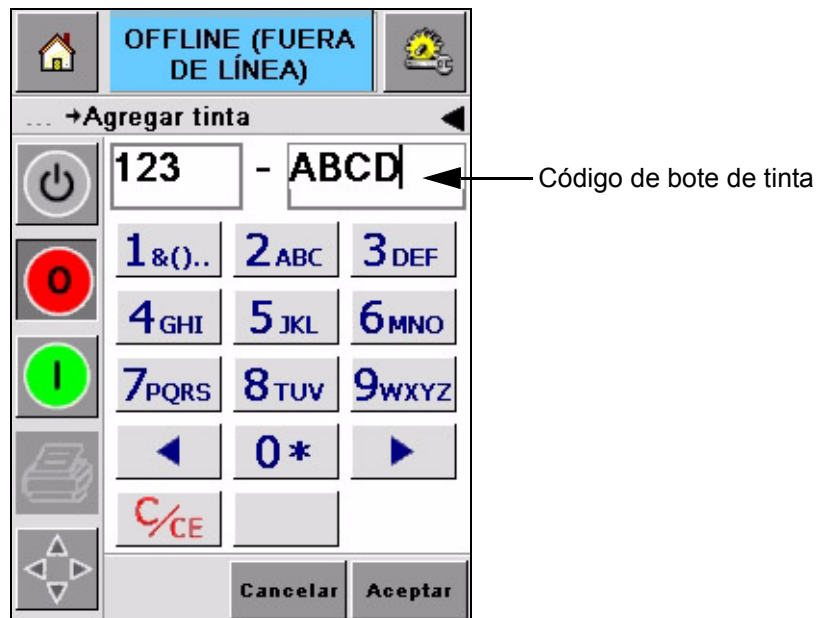 OFFLINE (FUERA
DE LÍNEA)
... →Agregar tinta
123 - ABCD
Código de bote de tinta
1&().. 2ABC 3DEF
O
4GHI 5JKL 6MNO
I
7PQRS 8TUV 9WXYZ
0*
C/CE
Cancelar Aceptar